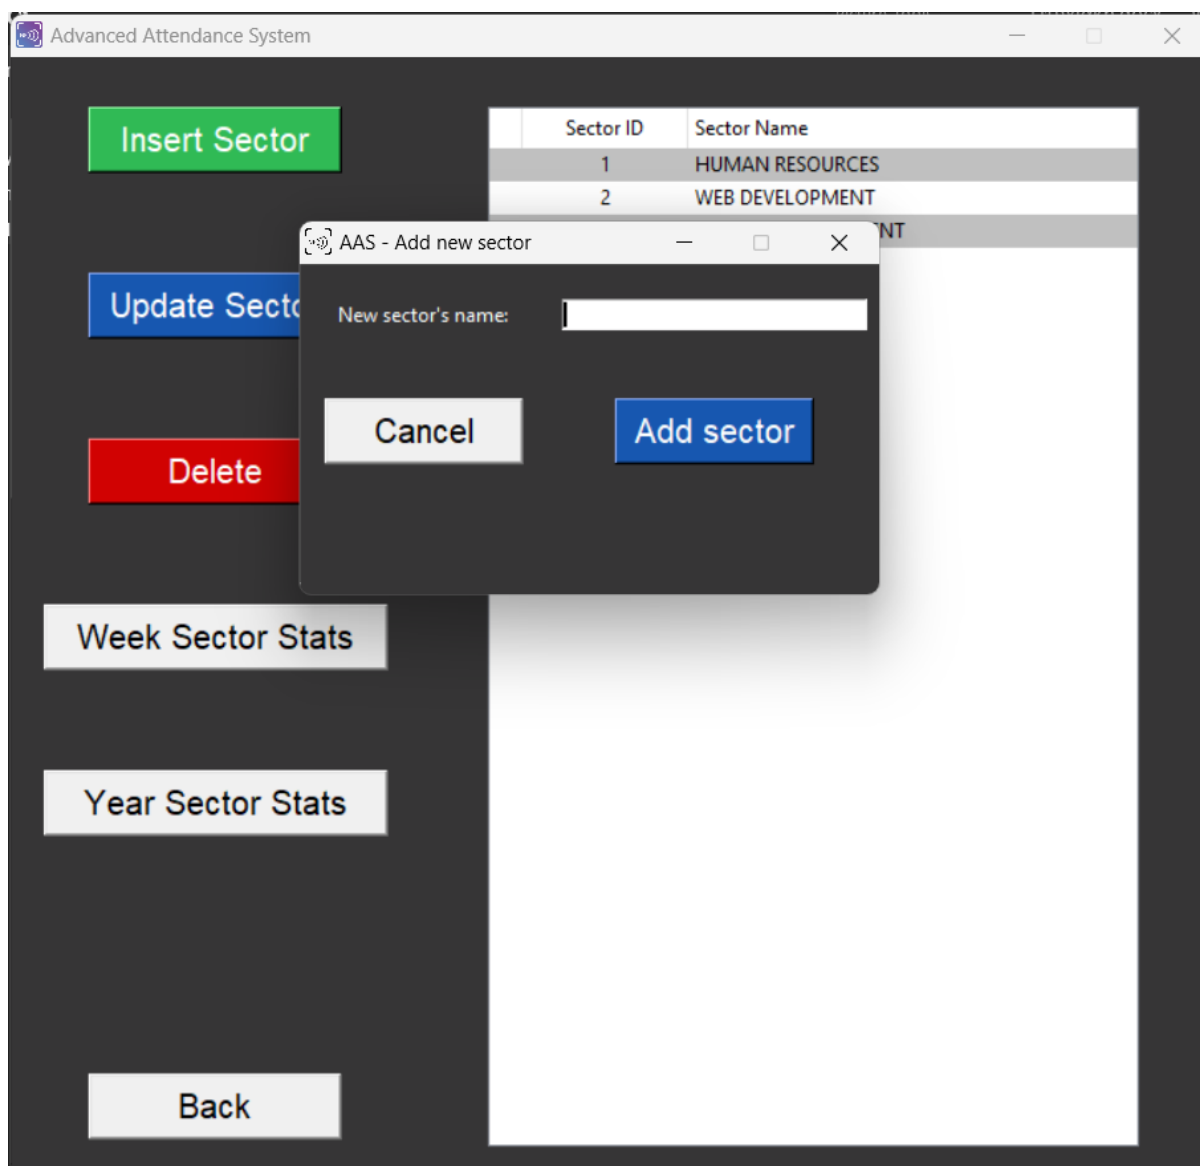 Advanced Attendance System
Insert Sector
Sector ID Sector Name
1 HUMAN RESOURCES
2 WEB DEVELOPMENT
AAS - Add new sector
Update
New sector's name:
Cancel
Add sector
Delete
Week Sector Stats
Year Sector Stats
Back